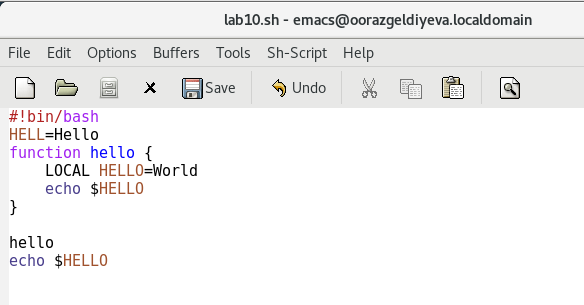 lab10.sh - emacs@oorazgeldiyeva.localdomain
File Edit Options Buffers Tools Sh-Script Help
Save Undo
#!bin/bash
HELL=Hello
function hello {
    LOCAL HELLO=World
    echo $HELLO
}
hello
echo $HELLO